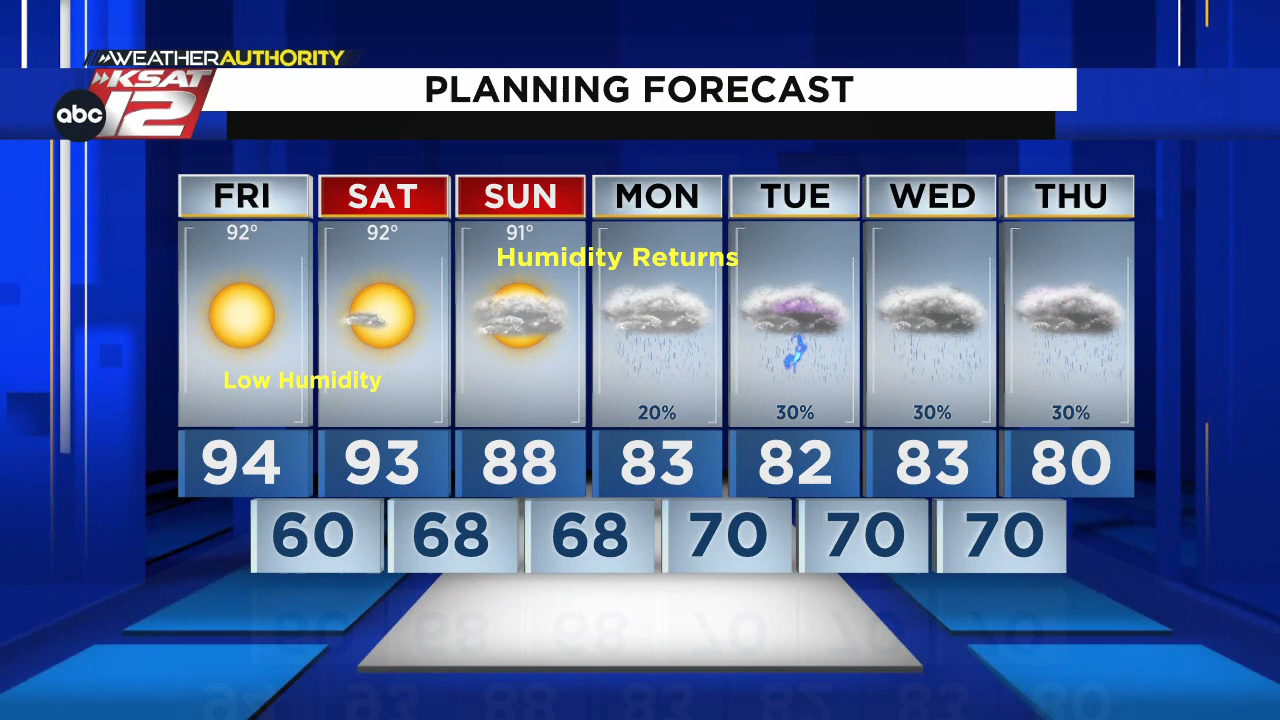 WEATHERAUTHORITY
KSAT
abc 12
PLANNING FORECAST
FRI SAT SUN MON TUE WED THU
92° 92° 91°
Humidity Returns
Low Humidity
20% 30% 30% 30%
94 93 88 83 82 83 80
60 68 68 70 70 70